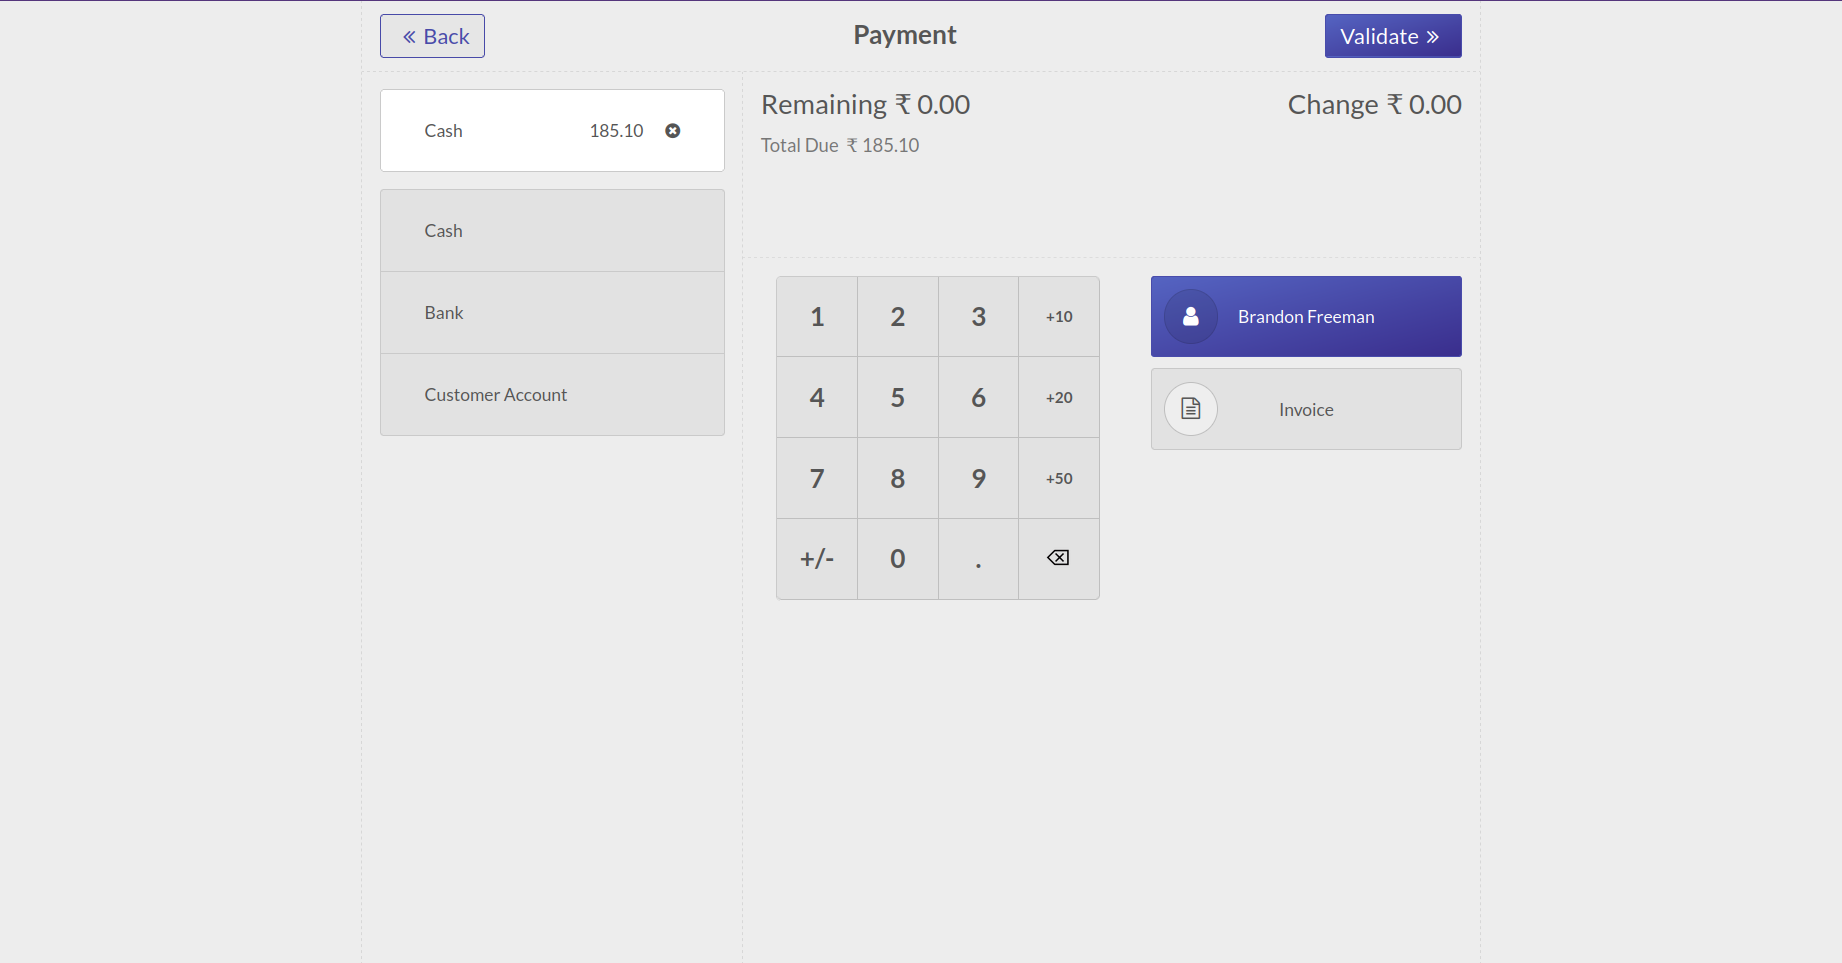 Back
Payment
Validate
Cash 185.10
Cash
Bank
Customer Account
Remaining ₹ 0.00
Change ₹ 0.00
Total Due ₹ 185.10
1 2 3 +10
4 5 6 +20
7 8 9 +50
+/- 0 .
Brandon Freeman
Invoice